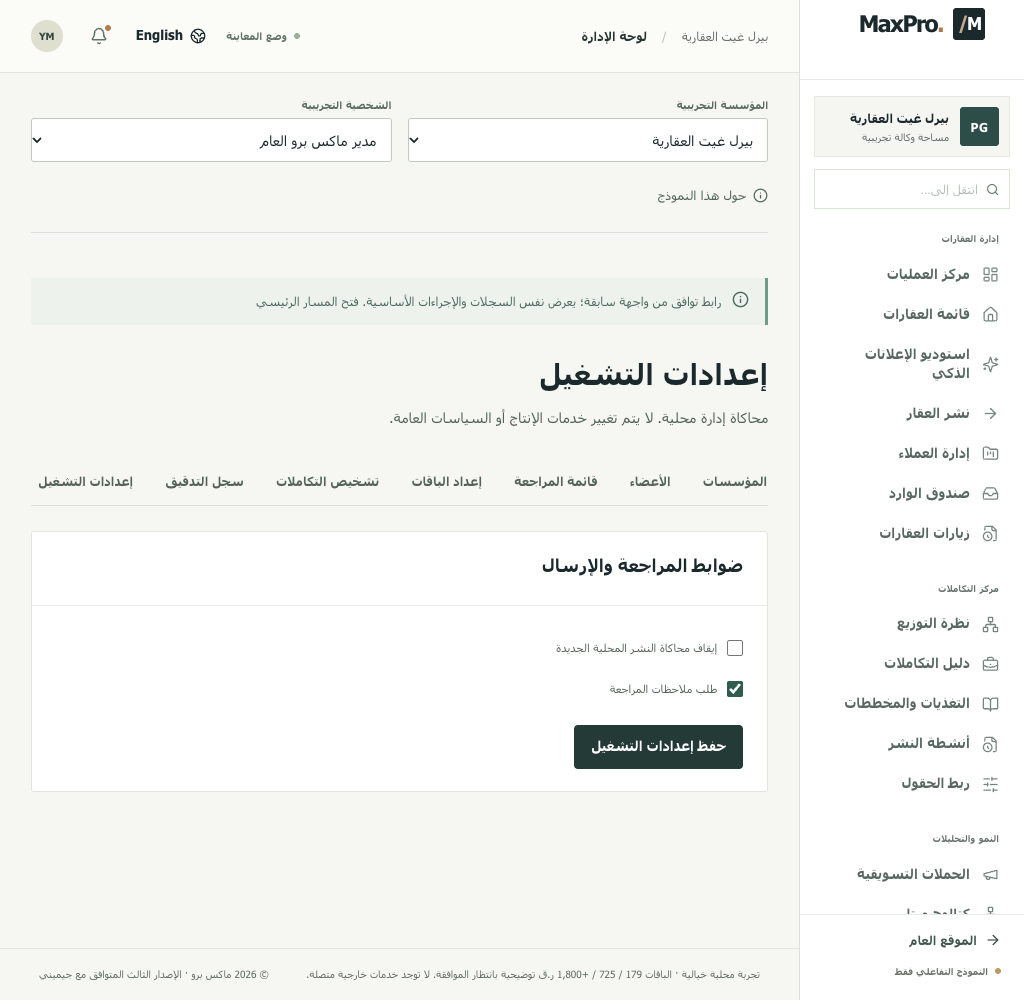 MaxPro.
/M
PG
بيرل غيت العقارية
مساحة وكالة تجريبية
انتقل إلى...
إدارة العقارات
مركز العمليات
قائمة العقارات
استوديو الإعلانات
الذكي
نشر العقار
إدارة العملاء
صندوق الوارد
زيارات العقارات
مركز التكاملات
نظرة التوزيع
دليل التكاملات
التغذيات والمخططات
أنشطة النشر
ربط الحقول
النمو والتحليلات
الحملات التسويقية
الموقع العام
النموذج التفاعلي فقط
بيرل غيت العقارية / لوحة الإدارة
وضع المعاينة
English
YM
المؤسسة التجريبية
بيرل غيت العقارية
الشخصية التجريبية
مدير ماكس برو العام
حول هذا النموذج
رابط توافق من واجهة سابقة؛ يعرض نفس السجلات والإجراءات الأساسية. فتح المسار الرئيسي
إعدادات التشغيل
محاكاة إدارة محلية. لا يتم تغيير خدمات الإنتاج أو السياسات العامة.
المؤسسات الأعضاء قائمة المراجعة إعداد الباقات تشخيص التكاملات سجل التدقيق إعدادات التشغيل
ضوابط المراجعة والإرسال
إيقاف محاكاة النشر المحلية الجديدة
طلب ملاحظات المراجعة
حفظ إعدادات التشغيل
تجربة محلية خيالية · الباقات 179 / 725 / +1,800 ر.ق توضيحية بانتظار الموافقة. لا توجد خدمات خارجية متصلة.
© 2026 ماكس برو · الإصدار الثالث المتوافق مع جيميني